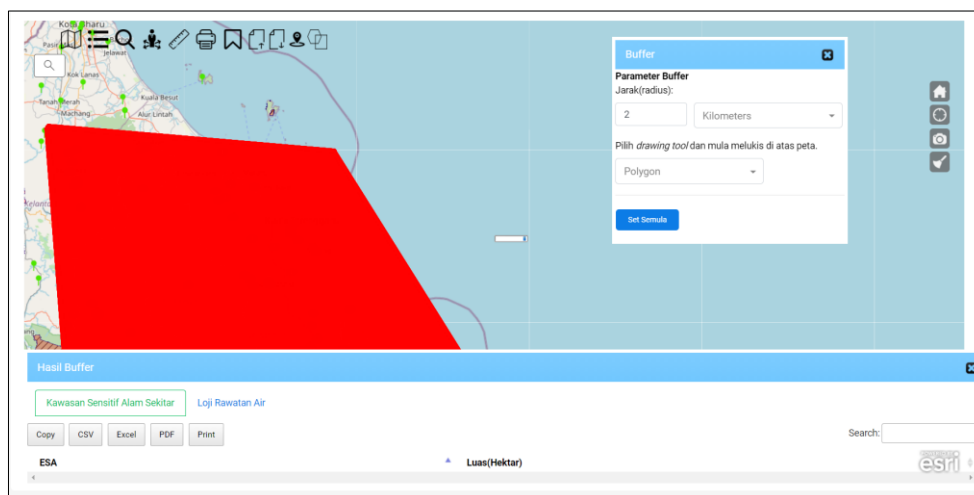 Pasir
Jelawat
Kok Lanas
Tanah Merah
Kuala Besut
Machang
Alur Lintah
Buffer
Parameter Buffer
Jarak(radius):
2
Kilometers
Pilih drawing tool dan mula melukis di atas peta.
Polygon
Set Semula
Hasil Buffer
Kawasan Sensitif Alam Sekitar
Loji Rawatan Air
Copy
CSV
Excel
PDF
Print
Search:
ESA
Luas(Hektar)
esri